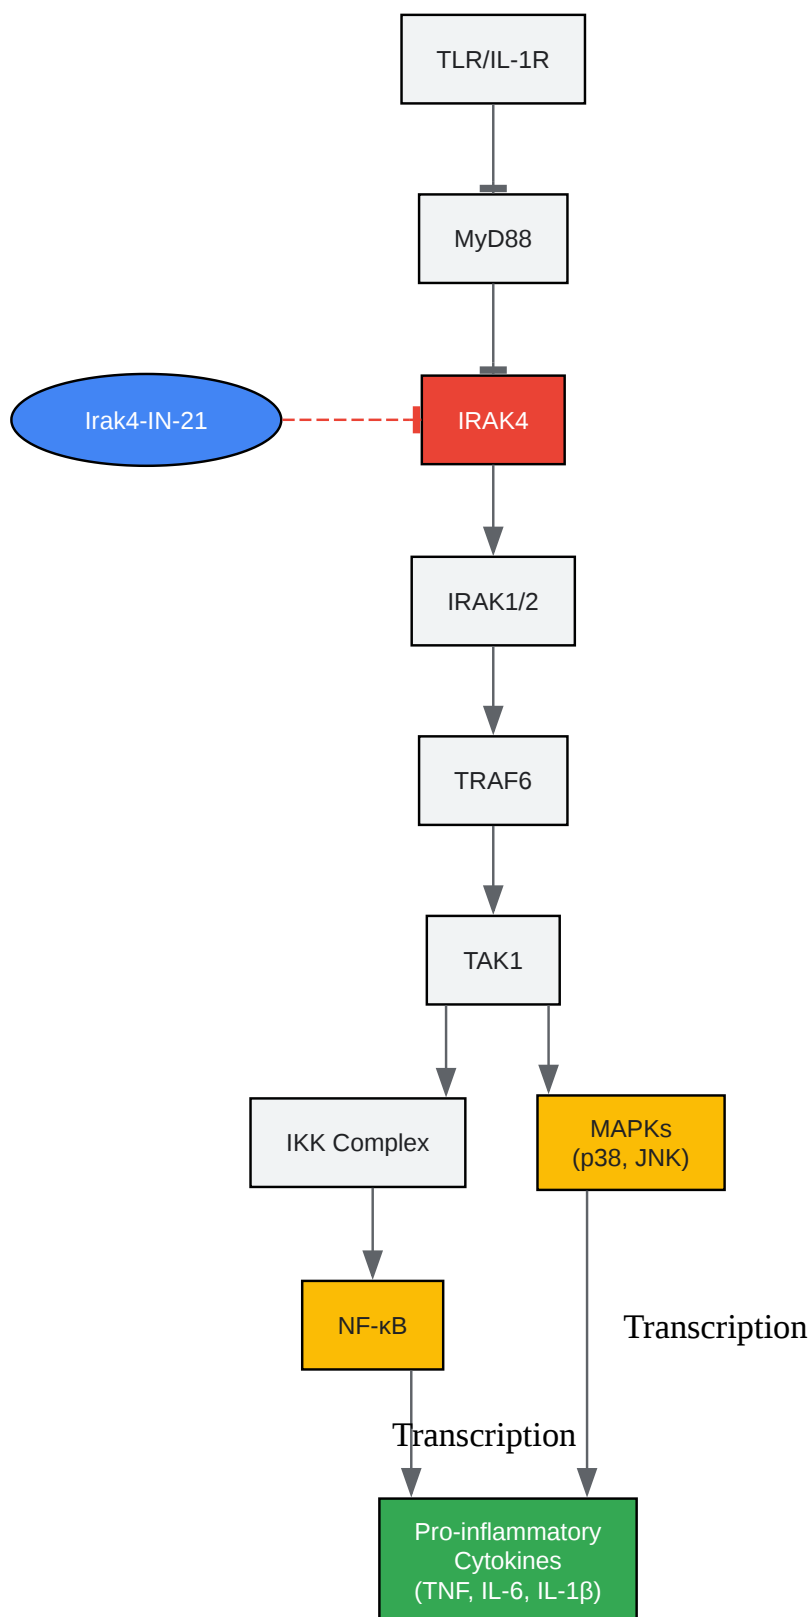 TLR/IL-1R
MyD88
Irak4-IN-21
IRAK4
IRAK1/2
TRAF6
TAK1
IKK Complex
MAPKs
(p38, JNK)
NF-κB
Transcription
Transcription
Pro-inflammatory
Cytokines
(TNF, IL-6, IL-1β)